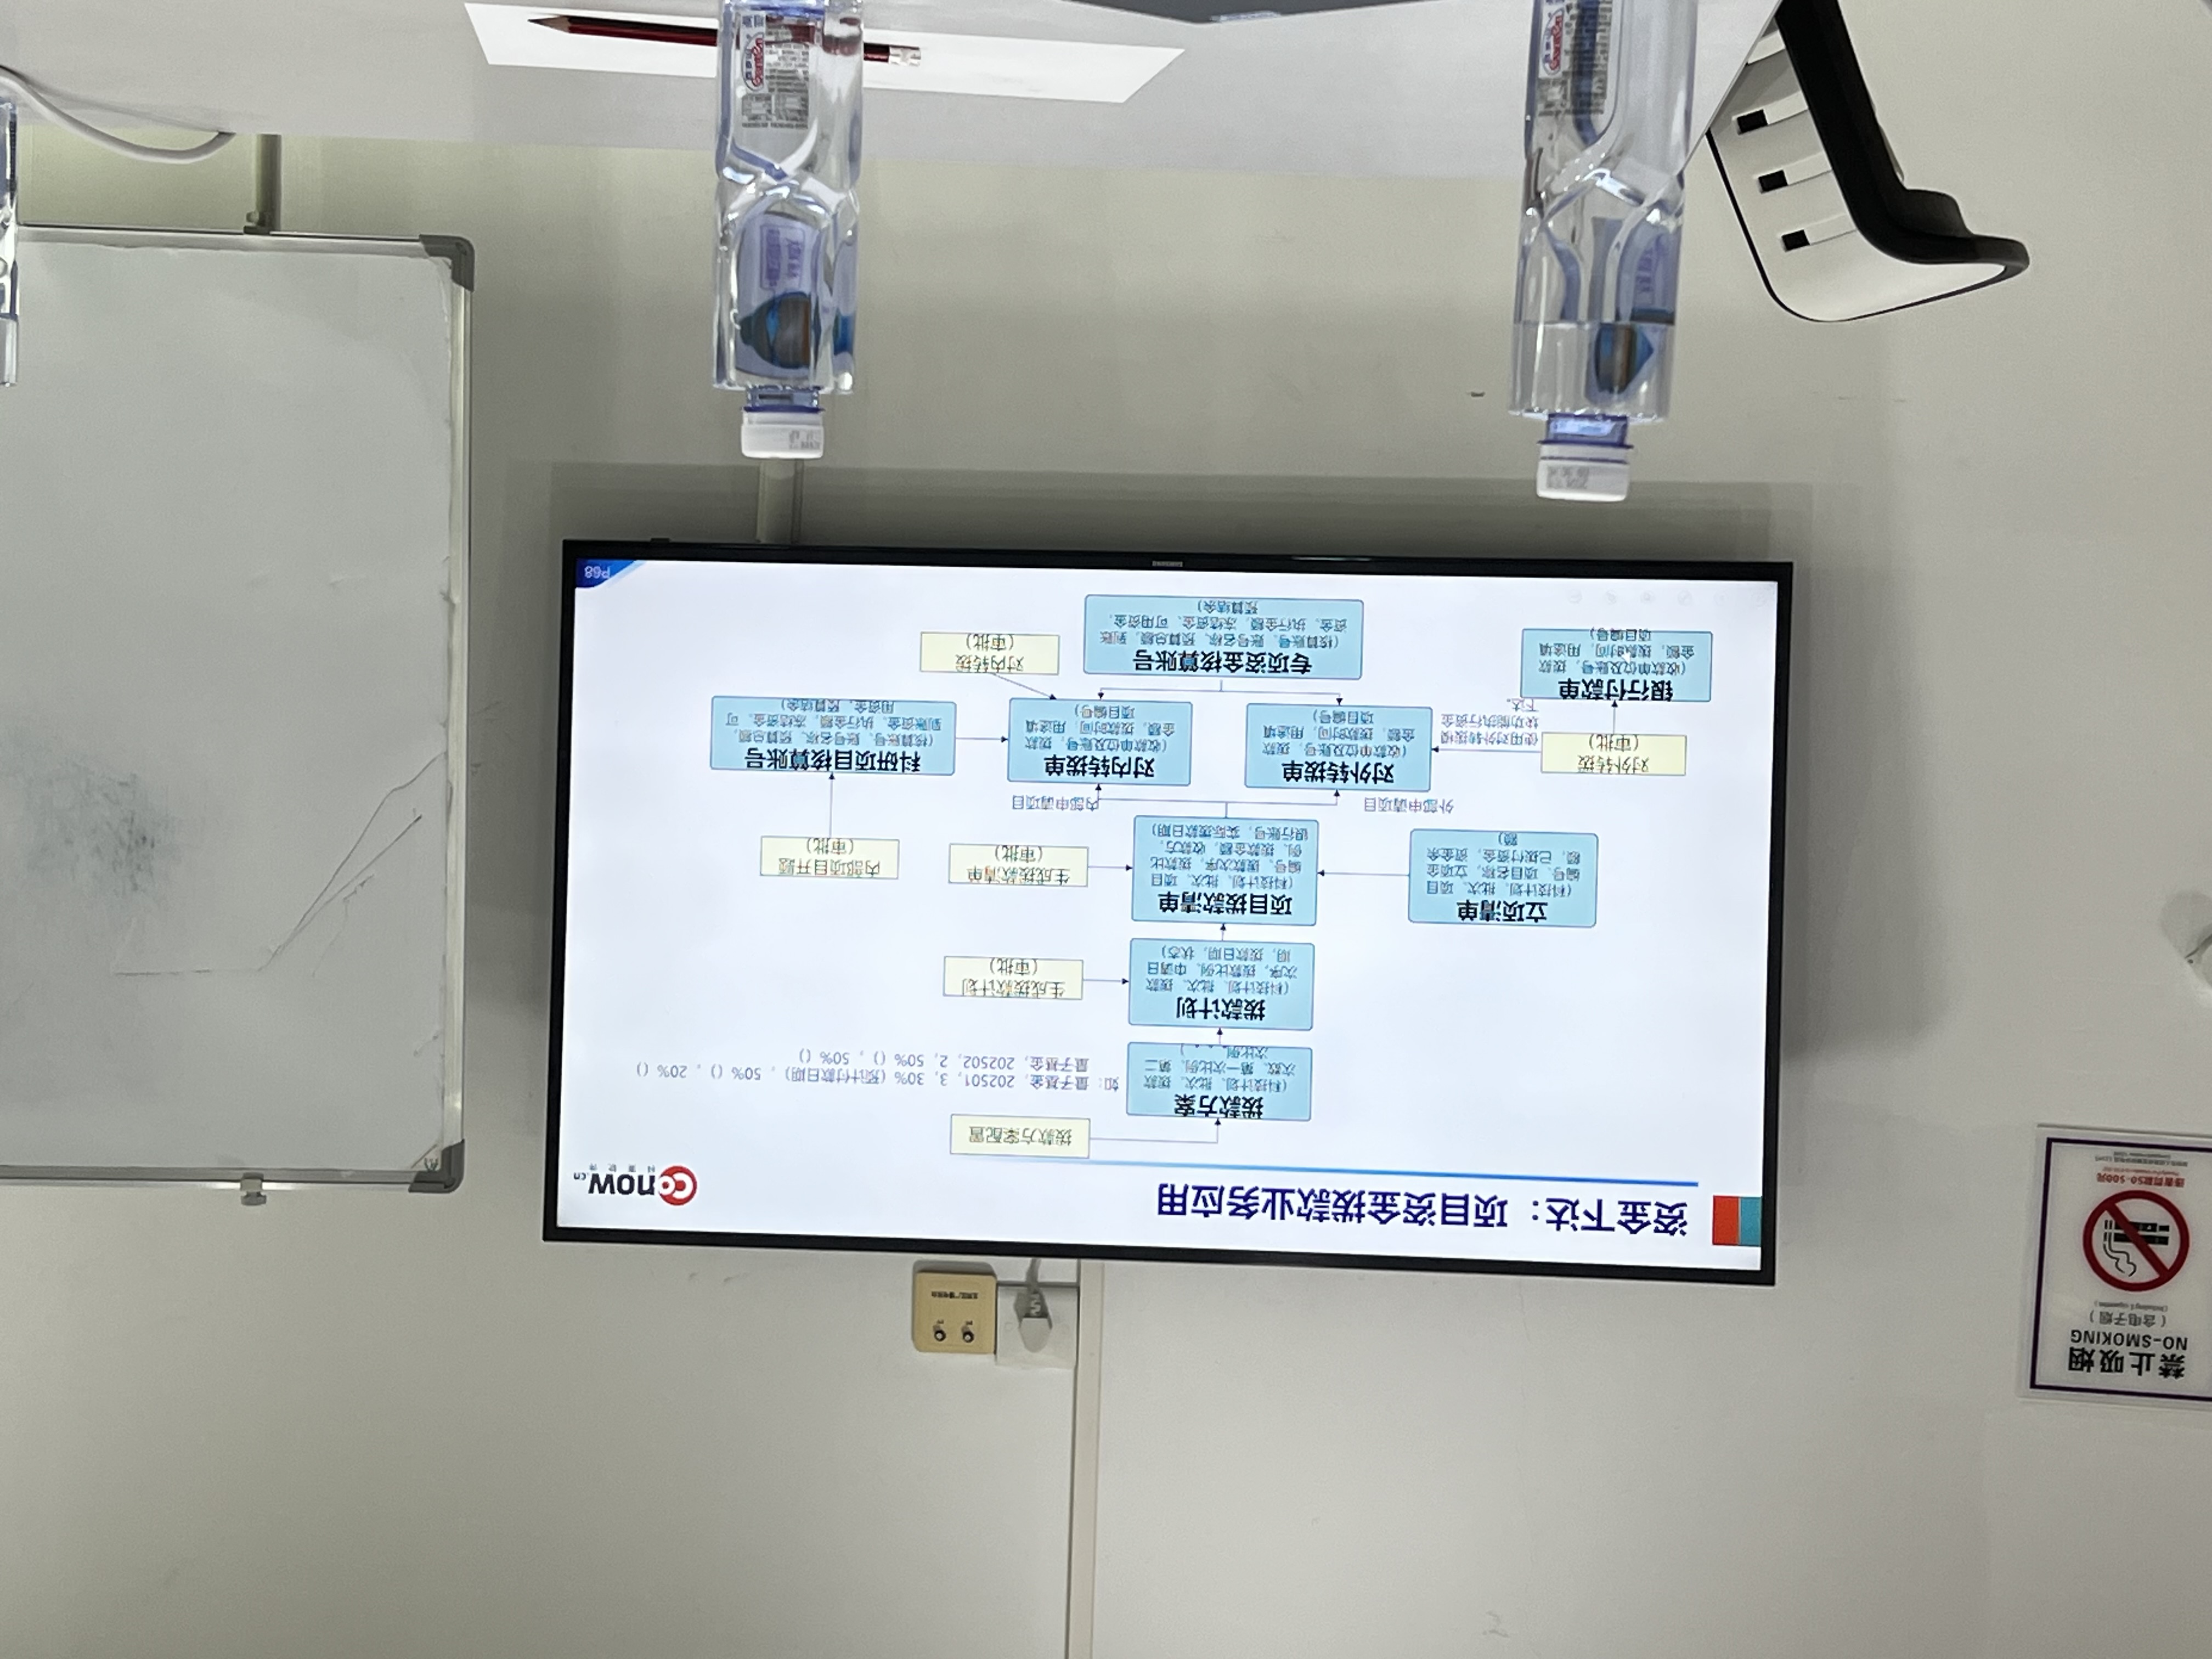 禁止吸烟
NO-SMOKING
（含电子烟）
(Including E-cigarettes)
违者罚款50-500元
资金下达：项目资金拨款业务应用
conow.cn
拨款方案配置
拨款方案
（科技计划、批次、拨款
次数、第一次比例、第二
次比例。。。）
如：量子基金，202501，3，30%（预计付款日期），50%（），20%（）
量子基金，202502，2，50%（），50%（）
拨款计划
（科技计划、批次、拨款
次序，拨款比例、申请日
期，拨款日期，状态）
生成拨款计划
（审批）
立项清单
（科技计划、批次、项目
编号、项目名称，立项金
额，已拨付资金，资金余
额）
项目拨款清单
（科技计划、批次、项目
编号、拨款次序，拨款比
例、拨款金额，收款方，
银行账号，实际拨款日期）
生成拨款清单
（审批）
内部项目开题
（审批）
外部申请项目
内部申请项目
对外转拨
（审批）
使用对外转拨模
块功能执行资金
下达。
对外转拨单
（收款单位及账号，拨款
金额，拨款时间，用途填
项目编号）
对内转拨单
（收款单位及账号，拨款
金额，拨款时间，用途填
项目编号）
科研项目核算账号
（核算账号、账号名称、预算总额，
到账资金，执行金额，冻结资金，可
用资金，预算结余）
银行付款单
（收款单位及账号，拨款
金额，拨款时间，用途填
项目编号）
专项资金核算账号
（核算账号，账号名称、预算总额，到账
资金，执行金额，冻结资金、可用资金，
预算结余）
对内转拨
（审批）
P68
SAMSUNG